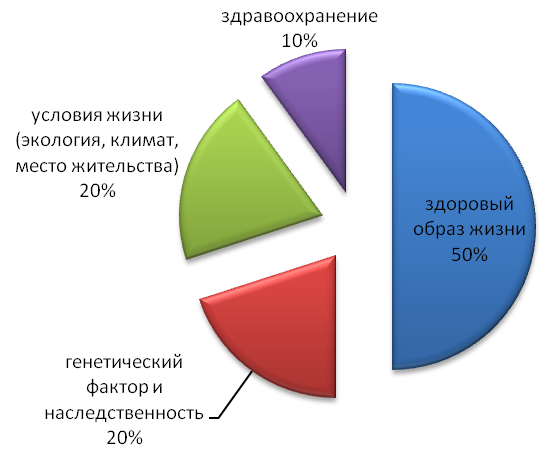 здравоохранение
10%
условия жизни
(экология, климат,
место жительства)
20%
здоровый
образ жизни
50%
генетический
фактор и
наследственность
20%